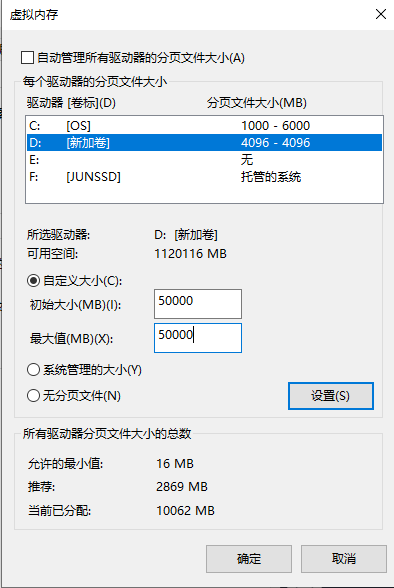 虚拟内存
自动管理所有驱动器的分页文件大小(A)
每个驱动器的分页文件大小
驱动器 [卷标](D) 分页文件大小(MB)
C: [OS] 1000 - 6000
D: [新加卷] 4096 - 4096
E: 无
F: [JUNSSD] 托管的系统
所选驱动器: D: [新加卷]
可用空间: 1120116 MB
自定义大小(C):
初始大小(MB)(I): 50000
最大值(MB)(X): 50000
系统管理的大小(Y)
无分页文件(N)
设置(S)
所有驱动器分页文件大小的总数
允许的最小值: 16 MB
推荐: 2869 MB
当前已分配: 10062 MB
确定 取消